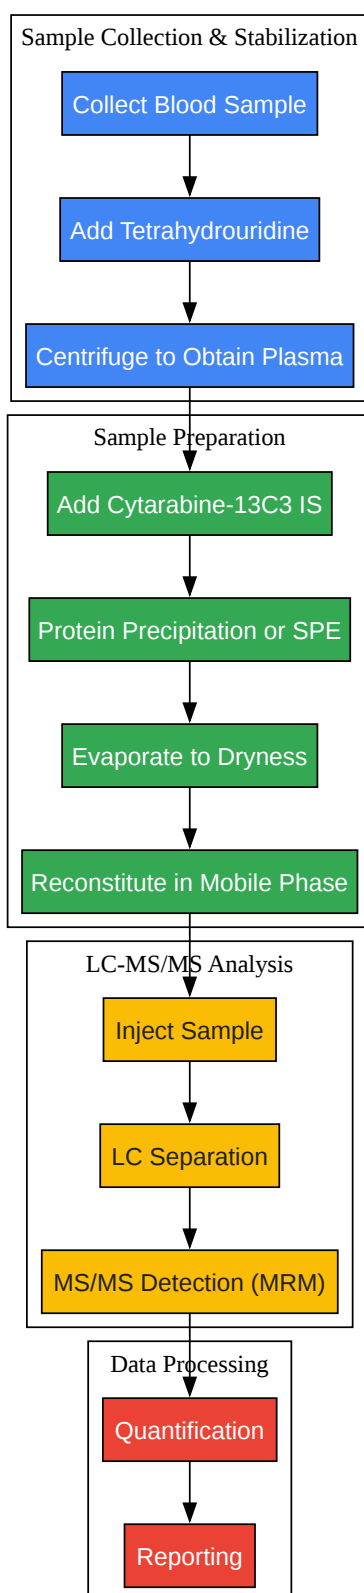 Sample Collection & Stabilization
Collect Blood Sample
Add Tetrahydrouridine
Centrifuge to Obtain Plasma
Sample Preparation
Add Cytarabine-13C3 IS
Protein Precipitation or SPE
Evaporate to Dryness
Reconstitute in Mobile Phase
LC-MS/MS Analysis
Inject Sample
LC Separation
MS/MS Detection (MRM)
Data Processing
Quantification
Reporting